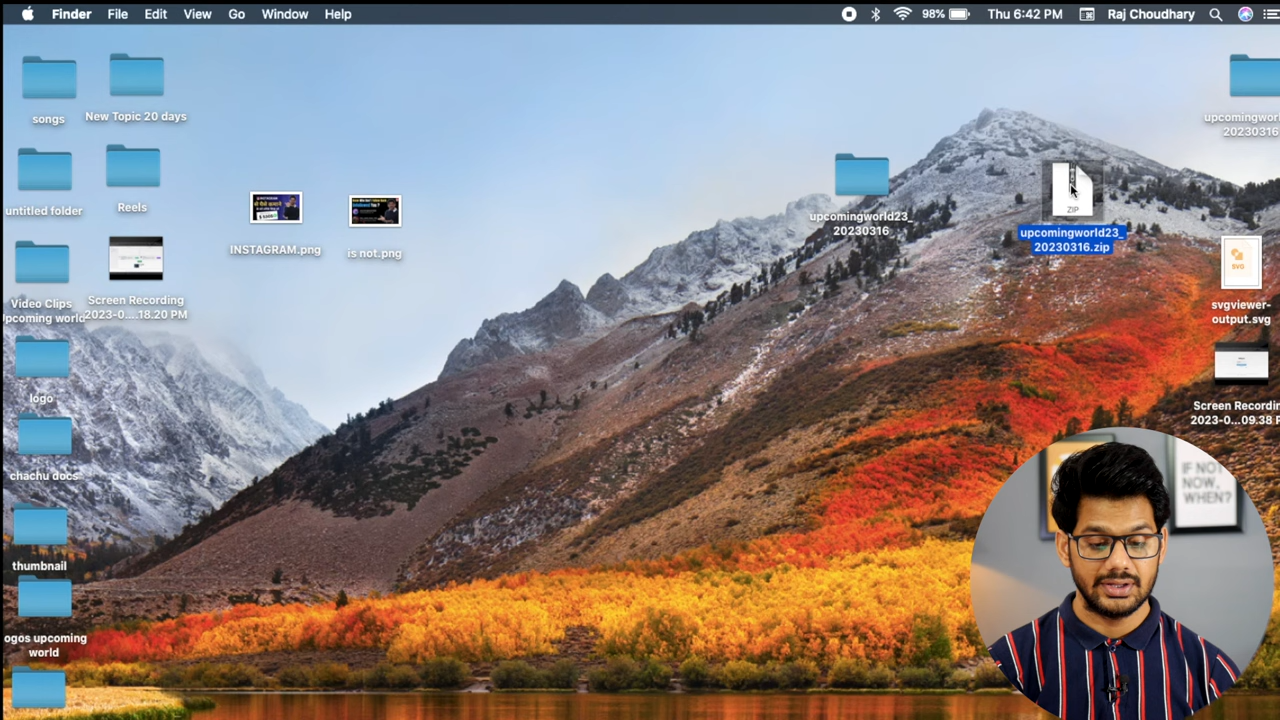 Finder File Edit View Go Window Help
98% Thu 6:42 PM Raj Choudhary
songs
New Topic 20 days
untitled folder
Reels
INSTAGRAM.png
is not.png
Video Clips
Upcoming world
Screen Recording
2023-0....18.20 PM
logo
chachu docs
thumbnail
ogos upcoming
world
upcomingworld23_
20230316
ZIP
upcomingworld23_
20230316.zip
upcomingwor
20230316
SVG
svgviewer-
output.svg
Screen Recordin
2023-0...09.38 P
IF NOT
NOW,
WHEN?